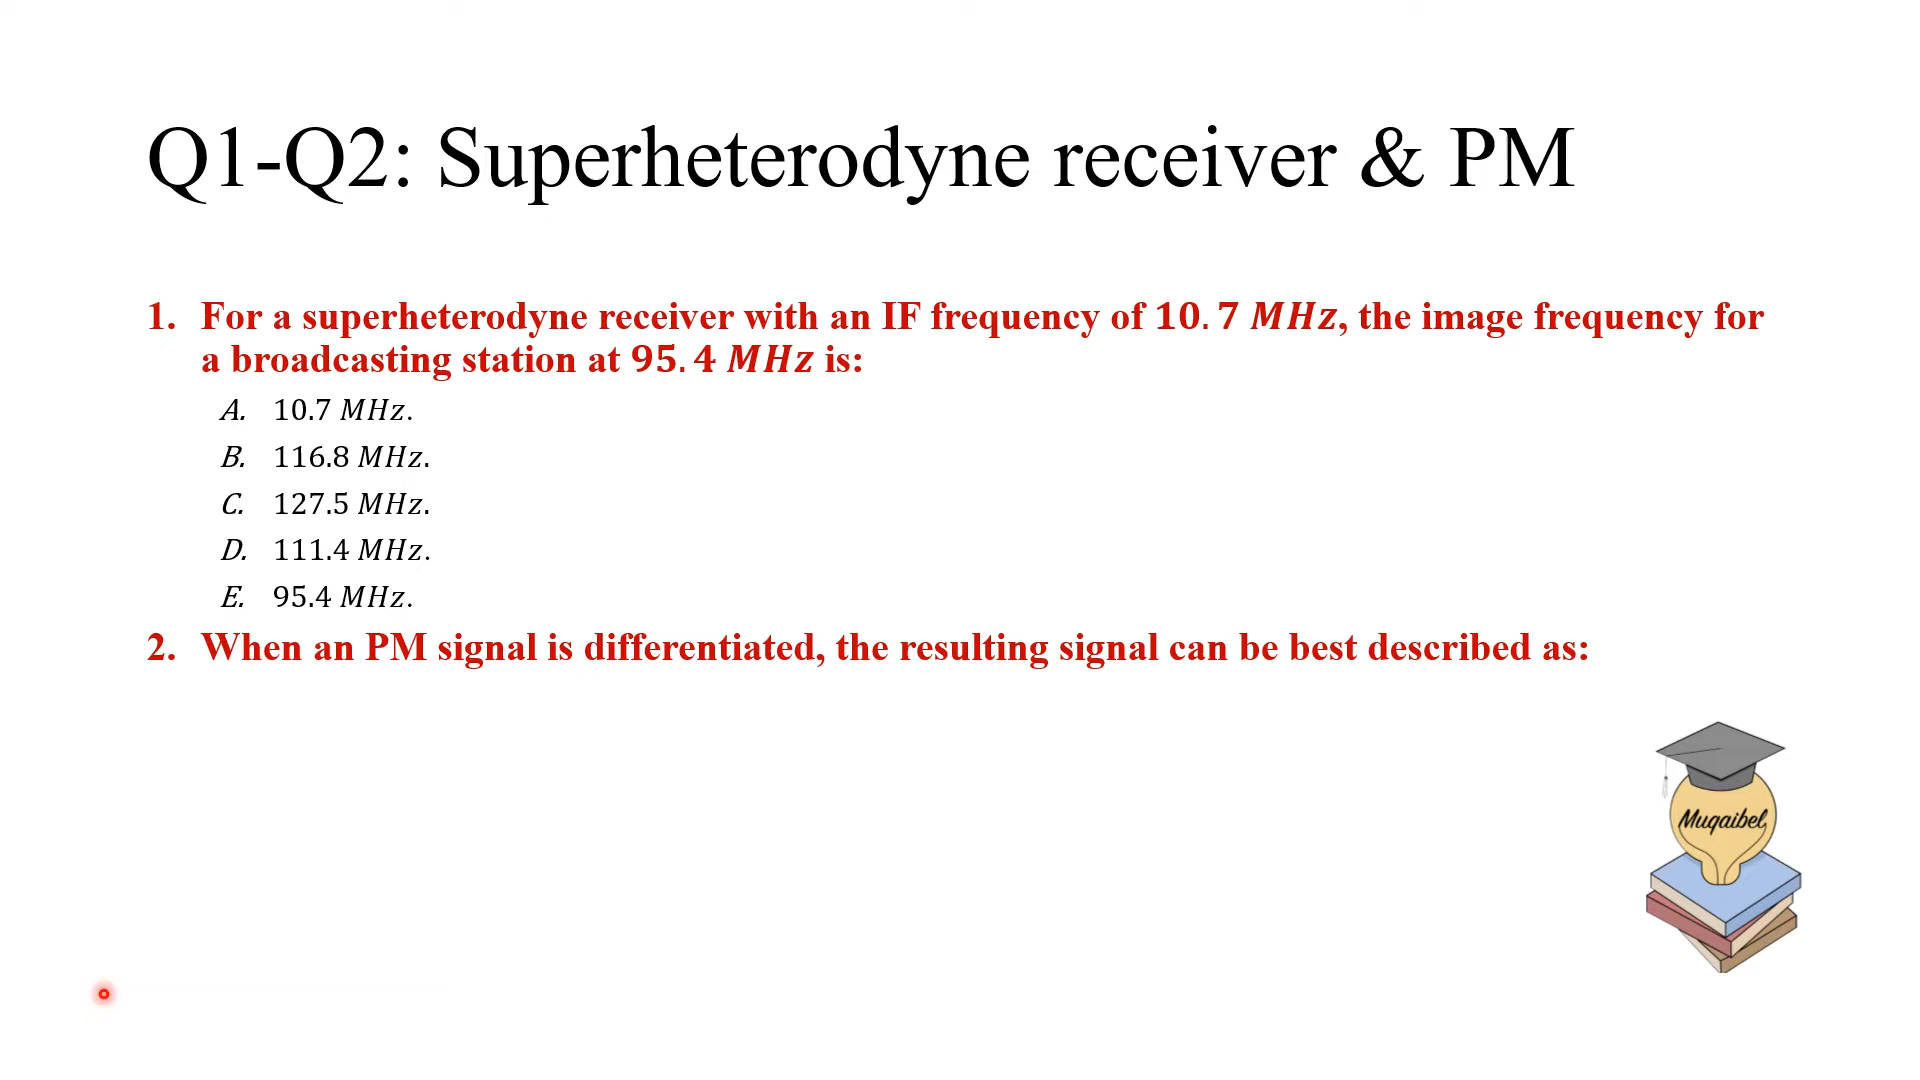 Q1-Q2: Superheterodyne receiver & PM
1. For a superheterodyne receiver with an IF frequency of 10.7 MHz, the image frequency for
a broadcasting station at 95.4 MHz is:
A. 10.7 MHz.
B. 116.8 MHz.
C. 127.5 MHz.
D. 111.4 MHz.
E. 95.4 MHz.
2. When an PM signal is differentiated, the resulting signal can be best described as:
Muqaibel